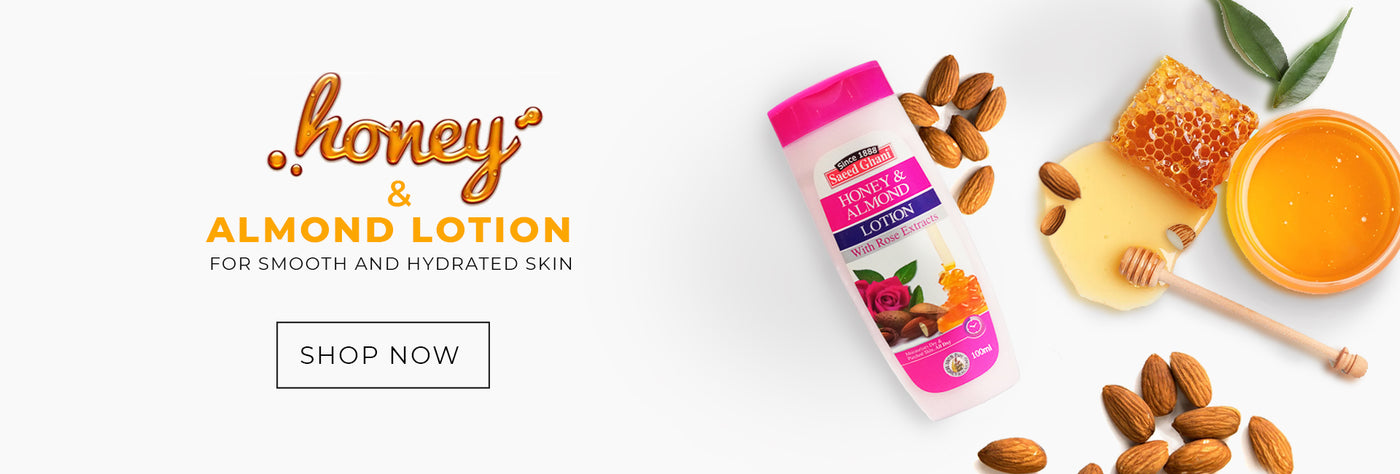 honey
&
ALMOND LOTION
FOR SMOOTH AND HYDRATED SKIN
SHOP NOW
Since 1888
Saeed Ghani
HONEY &
ALMOND
LOTION
With Rose Extracts
100ml